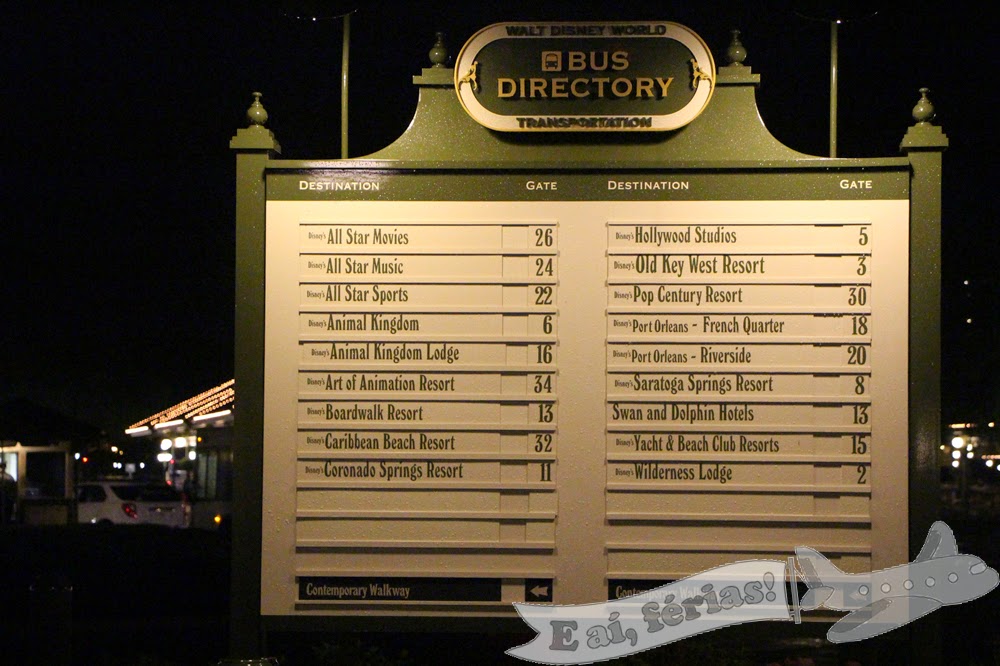 WALT DISNEY WORLD
BUS
DIRECTORY
TRANSPORTATION
DESTINATION GATE
Disney's All Star Movies 26
Disney's All Star Music 24
Disney's All Star Sports 22
Disney's Animal Kingdom 6
Disney's Animal Kingdom Lodge 16
Disney's Art of Animation Resort 34
Disney's Boardwalk Resort 13
Disney's Caribbean Beach Resort 32
Disney's Coronado Springs Resort 11
Contemporary Walkway
DESTINATION GATE
Disney's Hollywood Studios 5
Disney's Old Key West Resort 3
Disney's Pop Century Resort 30
Disney's Port Orleans - French Quarter 18
Disney's Port Orleans - Riverside 20
Disney's Saratoga Springs Resort 8
Swan and Dolphin Hotels 13
Disney's Yacht & Beach Club Resorts 15
Disney's Wilderness Lodge 2
E aí, férias!